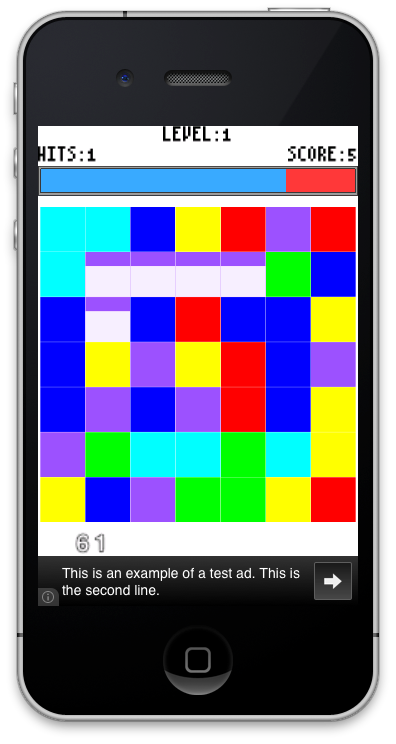 LEVEL:1
HITS:1
SCORE:5
61
This is an example of a test ad. This is
the second line.